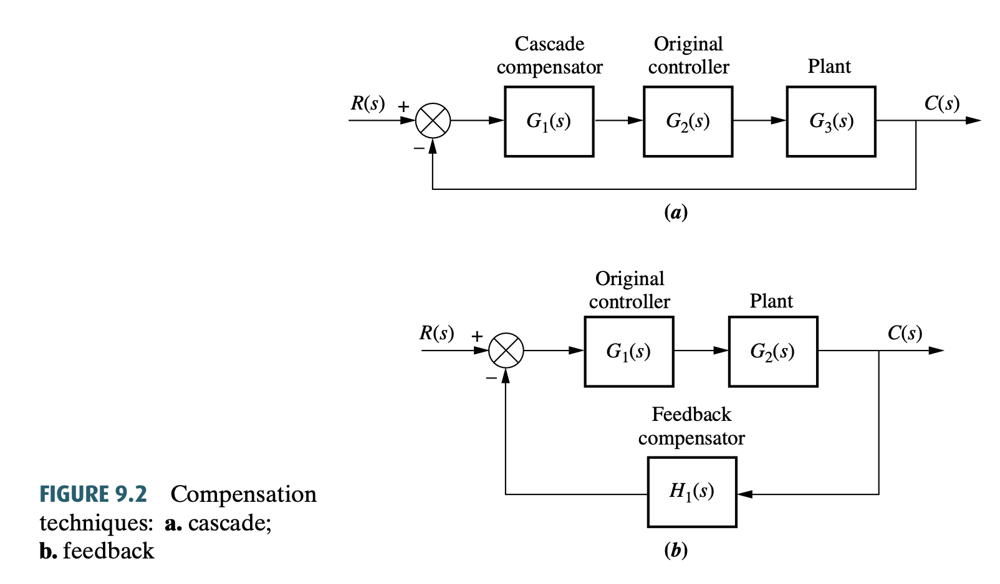 Cascade
compensator
Original
controller
Plant
R(s) +
G₁(s)
G₂(s)
G₃(s)
C(s)
−
(a)
Original
controller
Plant
R(s) +
G₁(s)
G₂(s)
C(s)
−
Feedback
compensator
H₁(s)
(b)
FIGURE 9.2 Compensation
techniques: a. cascade;
b. feedback